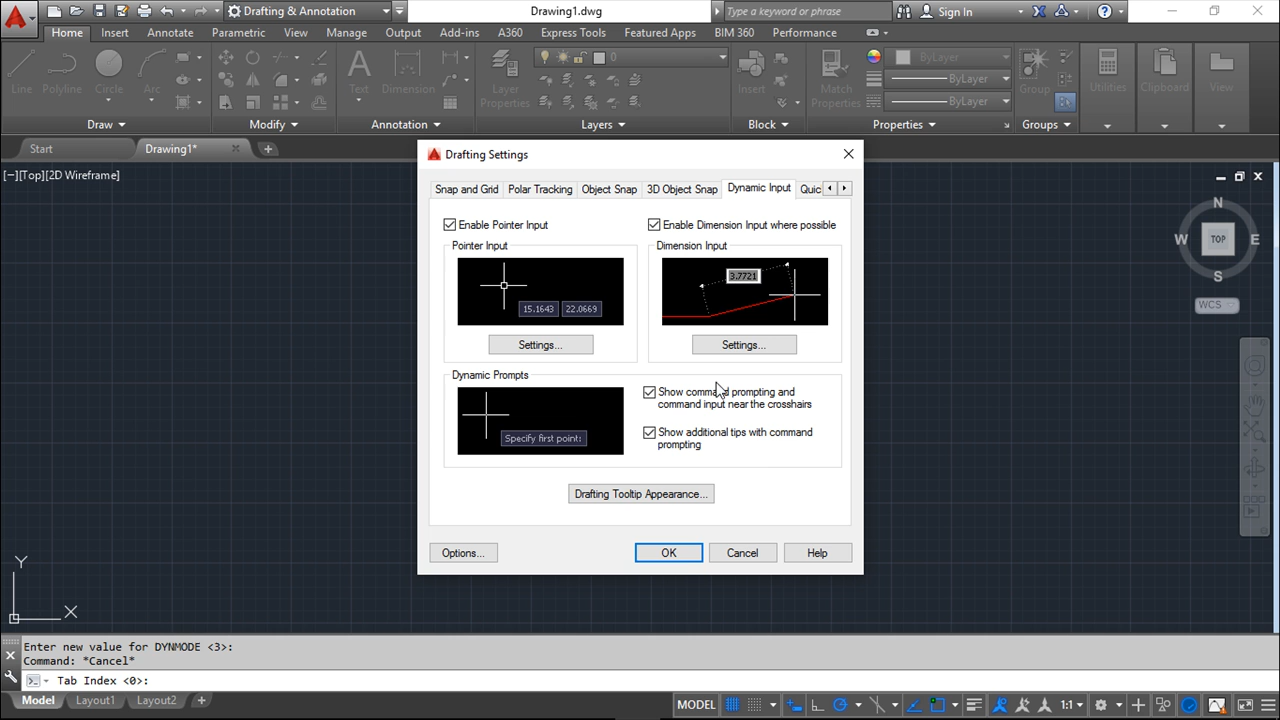 Drafting & Annotation
Drawing1.dwg
Type a keyword or phrase
Sign In
Home
Insert
Annotate
Parametric
View
Manage
Output
Add-ins
A360
Express Tools
Featured Apps
BIM 360
Performance
Line
Polyline
Circle
Arc
Text
Dimension
Layer
Properties
0
Insert
Match
Properties
ByLayer
ByLayer
ByLayer
Group
Utilities
Clipboard
View
Draw
Modify
Annotation
Layers
Block
Properties
Groups
Start
Drawing1*
[−][Top][2D Wireframe]
N
W
TOP
E
S
WCS
Drafting Settings
Snap and Grid
Polar Tracking
Object Snap
3D Object Snap
Dynamic Input
Quic
Enable Pointer Input
Enable Dimension Input where possible
Pointer Input
Dimension Input
15.1643
22.0669
3.7721
Settings...
Settings...
Dynamic Prompts
Specify first point:
Show command prompting and
command input near the crosshairs
Show additional tips with command
prompting
Drafting Tooltip Appearance...
Options...
OK
Cancel
Help
Y
X
Enter new value for DYNMODE <3>:
Command: *Cancel*
Tab Index <0>:
Model
Layout1
Layout2
MODEL
1:1